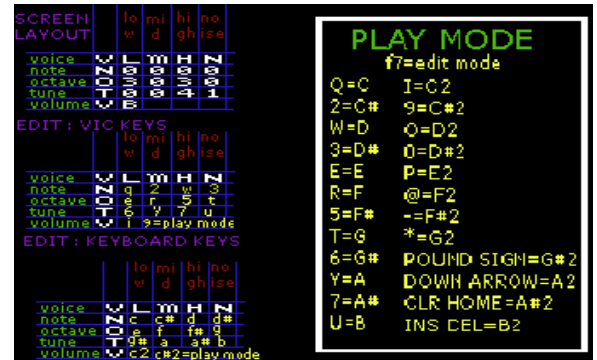 SCREEN LAYOUT
lo w mi d hi gh no ise
voice V L m H N
note N 0 0 0 0
octave O 3 0 3 0
tune T 0 0 4 1
volume V B
EDIT: VIC KEYS
lo w mi d hi gh no ise
voice V L m H N
note N q 2 w 3
octave O e r 5 t
tune T 6 Y 7 u
volume V i 9=play mode
EDIT: KEYBOARD KEYS
lo w mi d hi gh no ise
voice V L m H N
note N c c# d d#
octave O e f f# g
tune T 9# a a# b
volume V c2 c#2=play mode
PLAY MODE
f7=edit mode
Q=C I=C2
2=C# 9=C#2
W=D O=D2
3=D# 0=D#2
E=E P=E2
R=F @=F2
5=F# -=F#2
T=G *=G2
6=G# POUND SIGN=G#2
Y=A DOWN ARROW=A2
7=A# CLR HOME=A#2
U=B INS DEL=B2